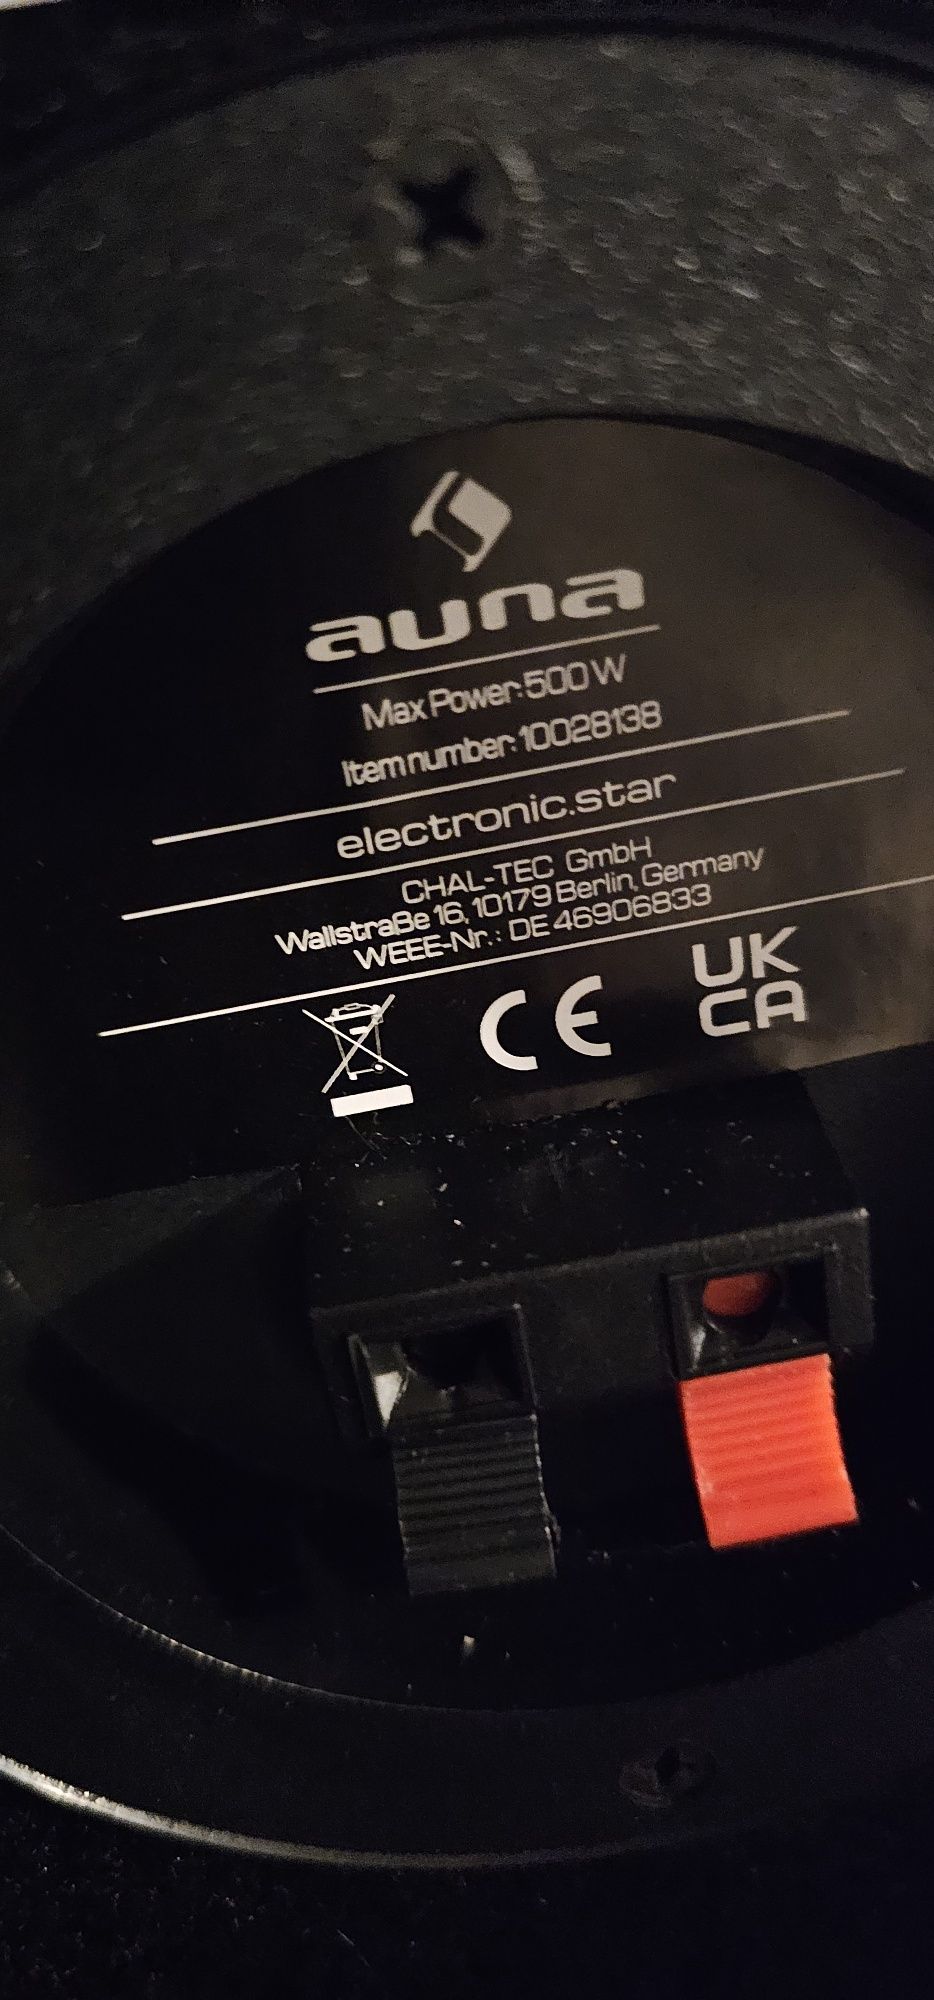 auna
Max Power: 500 W
Item number: 10028138
electronic.star
CHAL-TEC GmbH
Wallstraße 16, 10179 Berlin, Germany
WEEE-Nr.: DE 46906833
CE
UK
CA